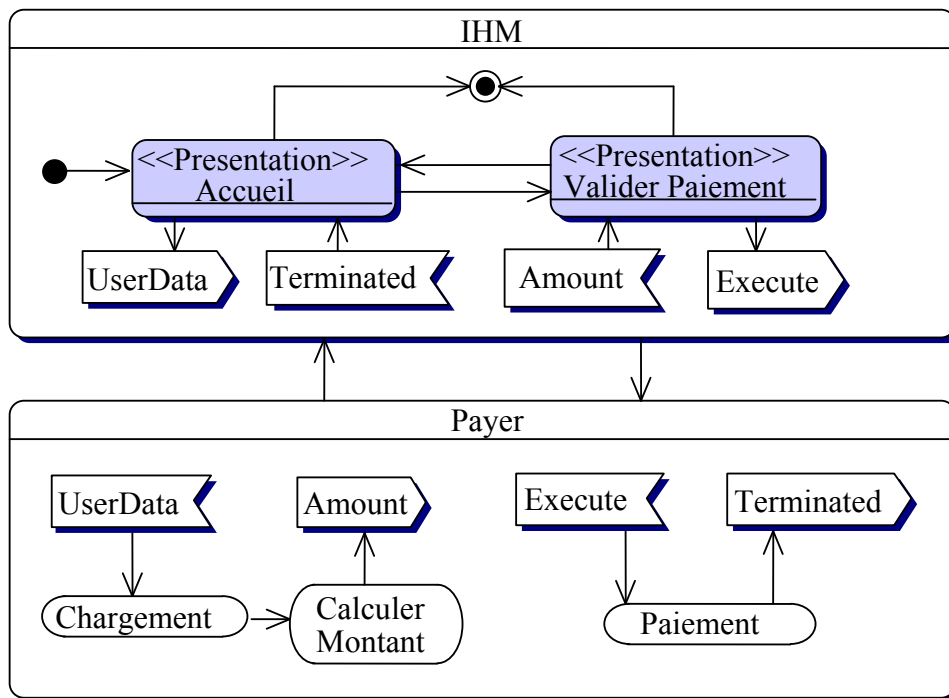 IHM
<<Presentation>>
Accueil
<<Presentation>>
Valider Paiement
UserData
Terminated
Amount
Execute
Payer
UserData
Amount
Execute
Terminated
Chargement
Calculer
Montant
Paiement